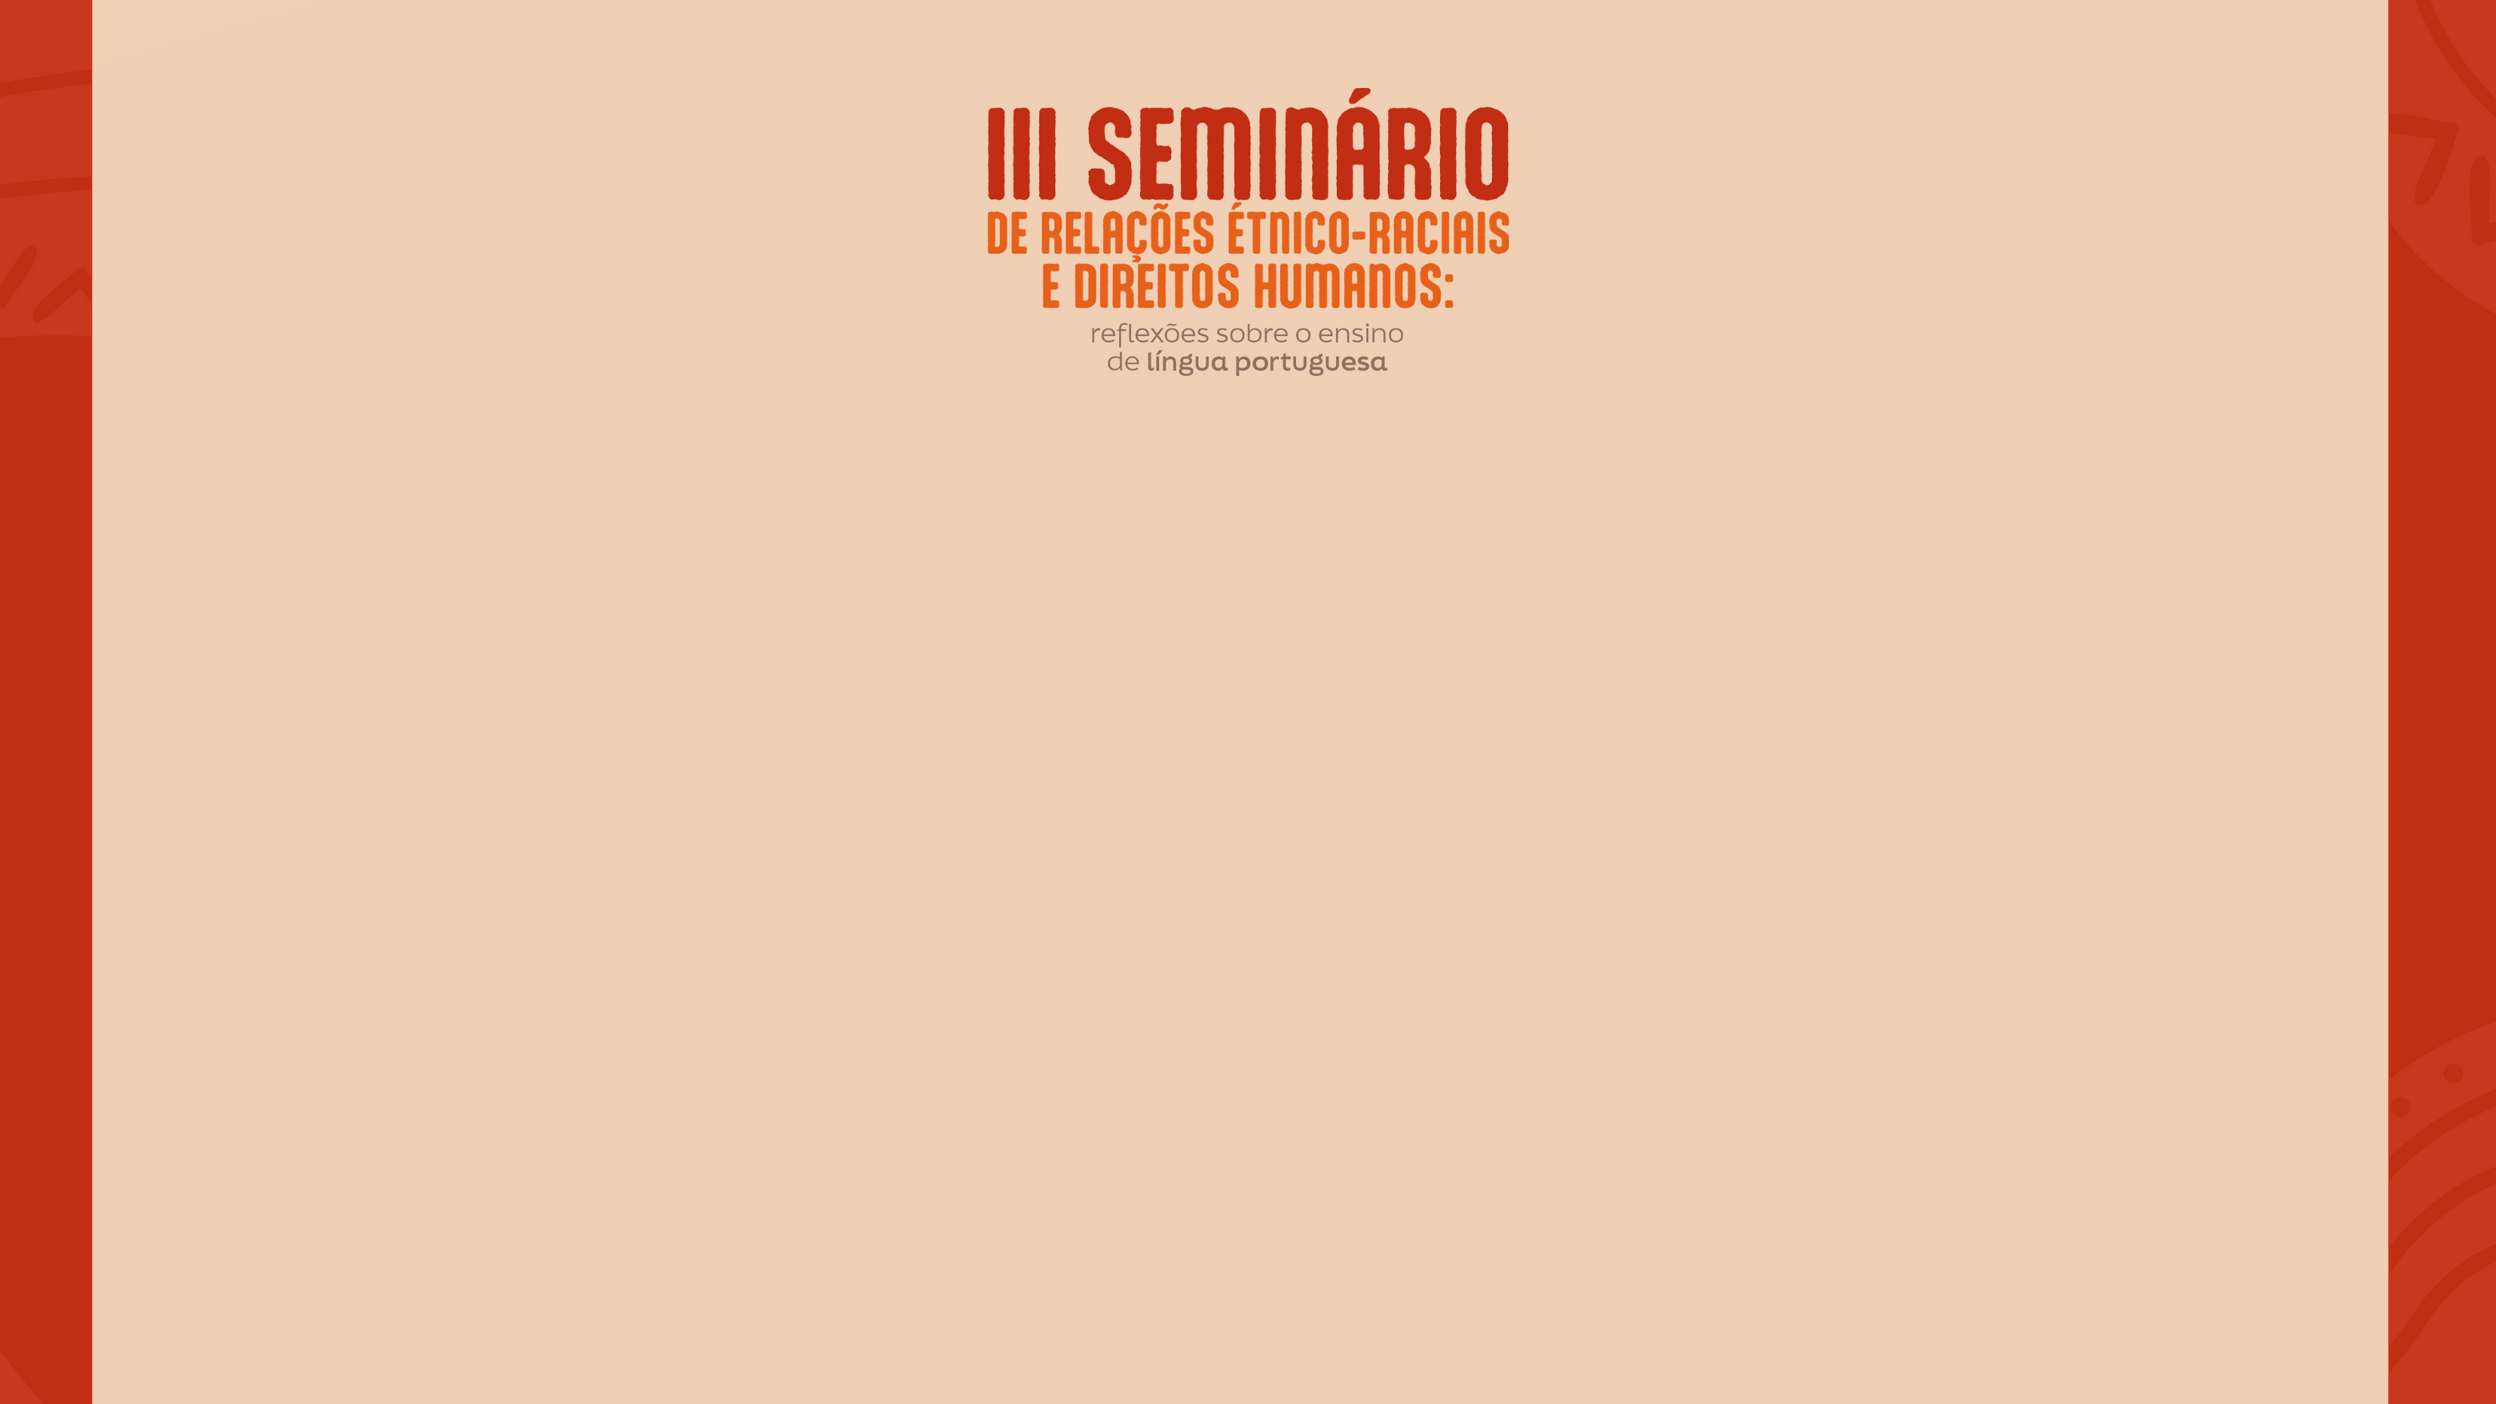 III SEMINÁRIO
DE RELAÇÕES ÉTNICO-RACIAIS
E DIREITOS HUMANOS:
reflexões sobre o ensino
de língua portuguesa